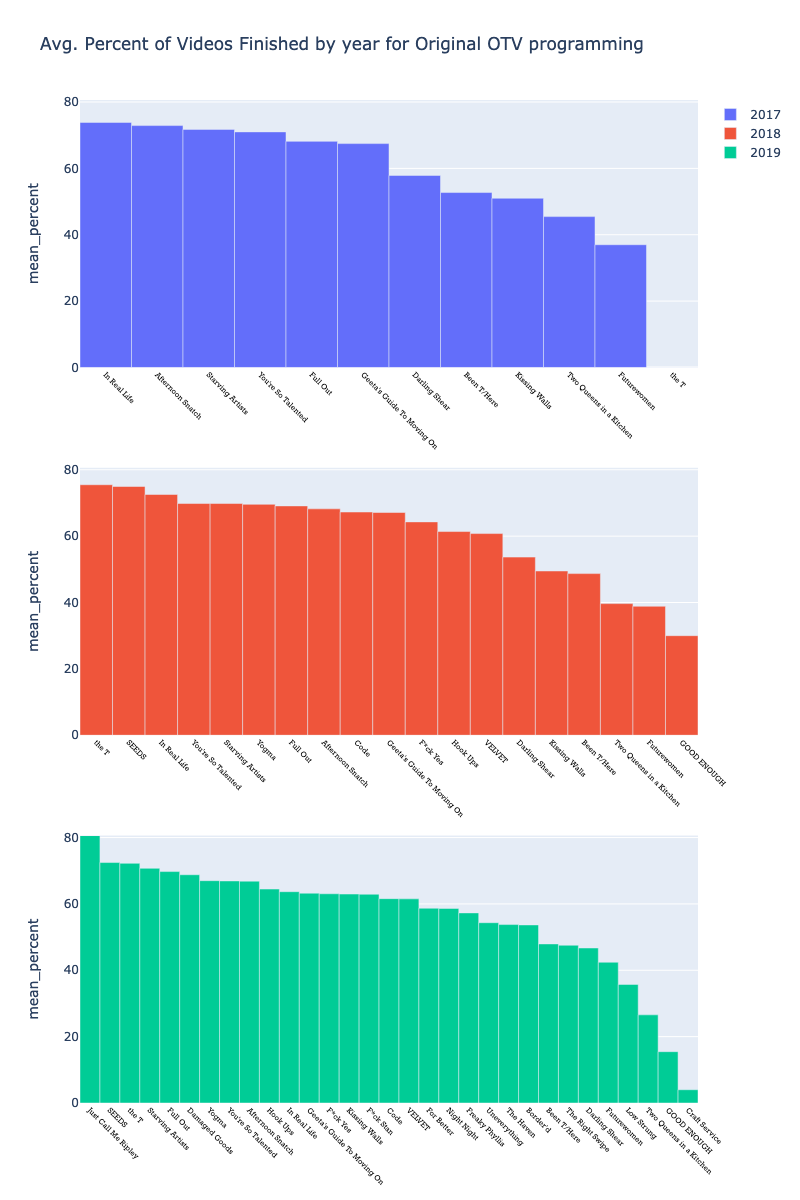 Avg. Percent of Videos Finished by year for Original OTV programming
2017
2018
2019
mean_percent
80
60
40
20
0
In Real Life
Afternoon Snatch
Starving Artists
You're So Talented
Full Out
Geeta's Guide To Moving On
Darling Shear
Been T/Here
Kissing Walls
Two Queens in a Kitchen
Futurewomen
the T
mean_percent
80
60
40
20
0
the T
SEEDS
In Real Life
You're So Talented
Starving Artists
Yogma
Full Out
Afternoon Snatch
Code
Geeta's Guide To Moving On
F*ck Yes
Hook Ups
VELVET
Darling Shear
Kissing Walls
Been T/Here
Two Queens in a Kitchen
Futurewomen
GOOD ENOUGH
mean_percent
80
60
40
20
0
Just Call Me Ripley
SEEDS
the T
Starving Artists
Full Out
Damaged Goods
Yogma
You're So Talented
Afternoon Snatch
Hook Ups
In Real Life
Geeta's Guide To Moving On
F*ck Yes
Kissing Walls
F*ck Stan
Code
VELVET
For Better
Night Night
Freaky Phyllis
Uneverything
The Haven
Border'd
Been T/Here
The Right Swipe
Darling Shear
Futurewomen
Low Strung
Two Queens in a Kitchen
GOOD ENOUGH
Craft Service